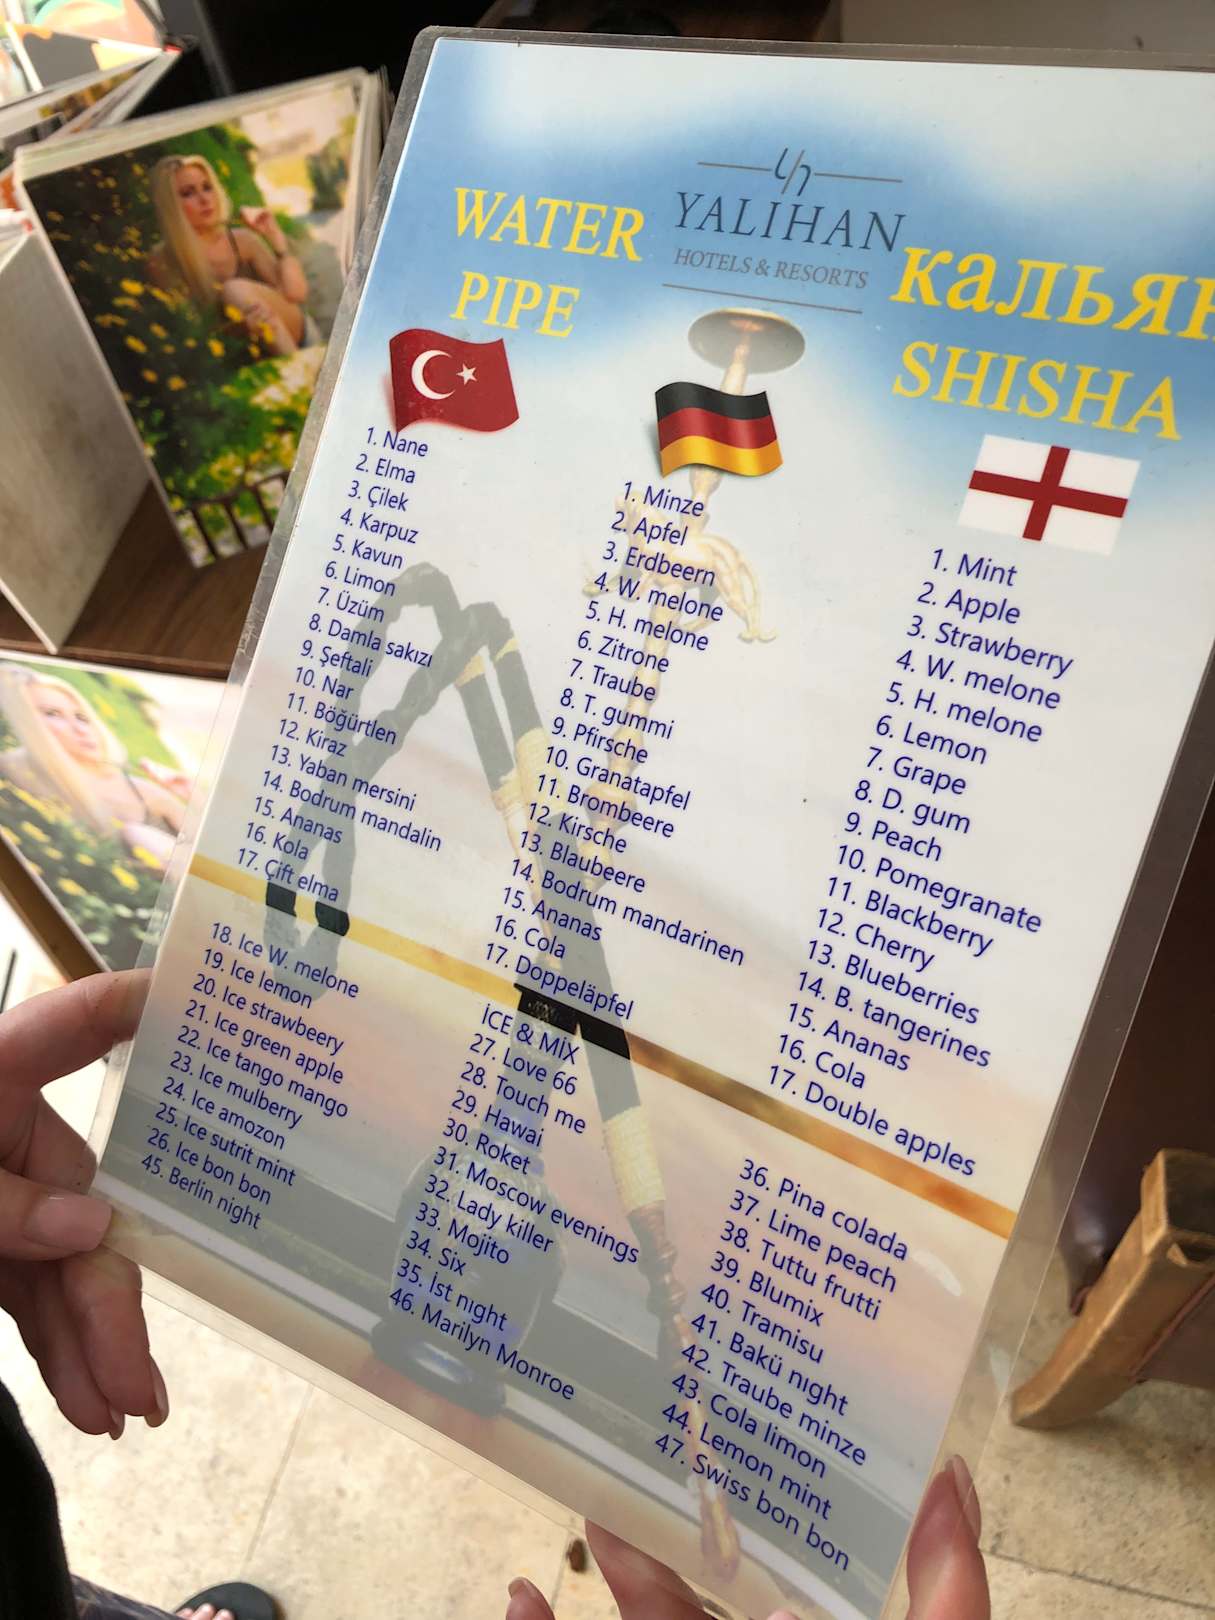 YALIHAN
HOTELS & RESORTS
WATER
PIPE
кальян
SHISHA
1. Nane
2. Elma
3. Çilek
4. Karpuz
5. Kavun
6. Limon
7. Üzüm
8. Damla sakızı
9. Şeftali
10. Nar
11. Böğürtlen
12. Kiraz
13. Yaban mersini
14. Bodrum mandalin
15. Ananas
16. Kola
17. Çift elma
1. Minze
2. Apfel
3. Erdbeern
4. W. melone
5. H. melone
6. Zitrone
7. Traube
8. T. gummi
9. Pfirsche
10. Granatapfel
11. Brombeere
12. Kirsche
13. Blaubeere
14. Bodrum mandarinen
15. Ananas
16. Cola
17. Doppeläpfel
1. Mint
2. Apple
3. Strawberry
4. W. melone
5. H. melone
6. Lemon
7. Grape
8. D. gum
9. Peach
10. Pomegranate
11. Blackberry
12. Cherry
13. Blueberries
14. B. tangerines
15. Ananas
16. Cola
17. Double apples
18. Ice W. melone
19. Ice lemon
20. Ice strawbeery
21. Ice green apple
22. Ice tango mango
23. Ice mulberry
24. Ice amozon
25. Ice sutrit mint
26. Ice bon bon
45. Berlin night
İCE & MİX
27. Love 66
28. Touch me
29. Hawai
30. Roket
31. Moscow evenings
32. Lady killer
33. Mojito
34. Six
35. İst nıght
46. Marilyn Monroe
36. Pina colada
37. Lime peach
38. Tuttu frutti
39. Blumix
40. Tramisu
41. Bakü nıght
42. Traube minze
43. Cola limon
44. Lemon mint
47. Swiss bon bon